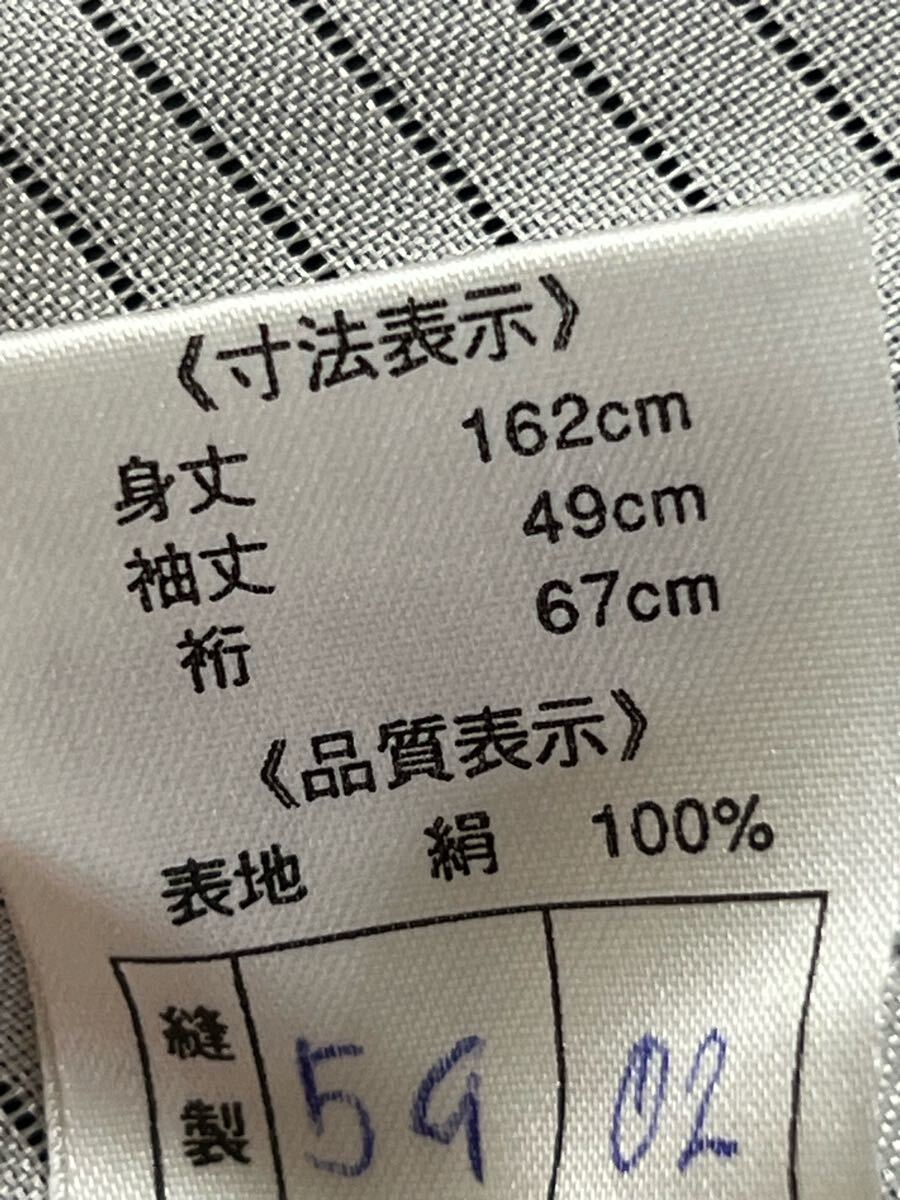 《寸法表示》
身丈 162cm
袖丈 49cm
裄 67cm
《品質表示》
表地 絹 100%
縫製 59 02